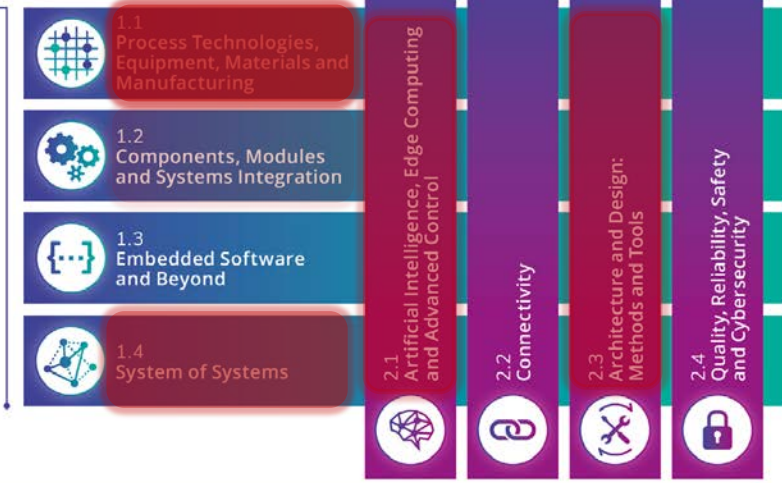 1.1
Process Technologies,
Equipment, Materials and
Manufacturing
1.2
Components, Modules
and Systems Integration
1.3
Embedded Software
and Beyond
1.4
System of Systems
2.1
Artificial Intelligence, Edge Computing
and Advanced Control
2.2
Connectivity
2.3
Architecture and Design:
Methods and Tools
2.4
Quality, Reliability, Safety
and Cybersecurity